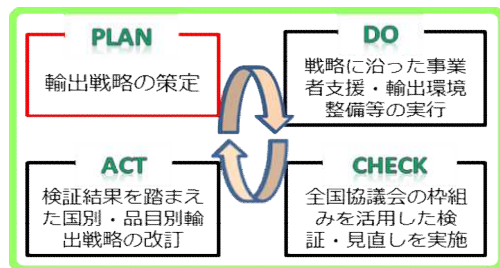 PLAN
輸出戦略の策定
DO
戦略に沿った事業
者支援・輸出環境
整備等の実行
ACT
検証結果を踏まえ
た国別・品目別輸
出戦略の改訂
CHECK
全国協議会の枠組
みを活用した検
証・見直しを実施